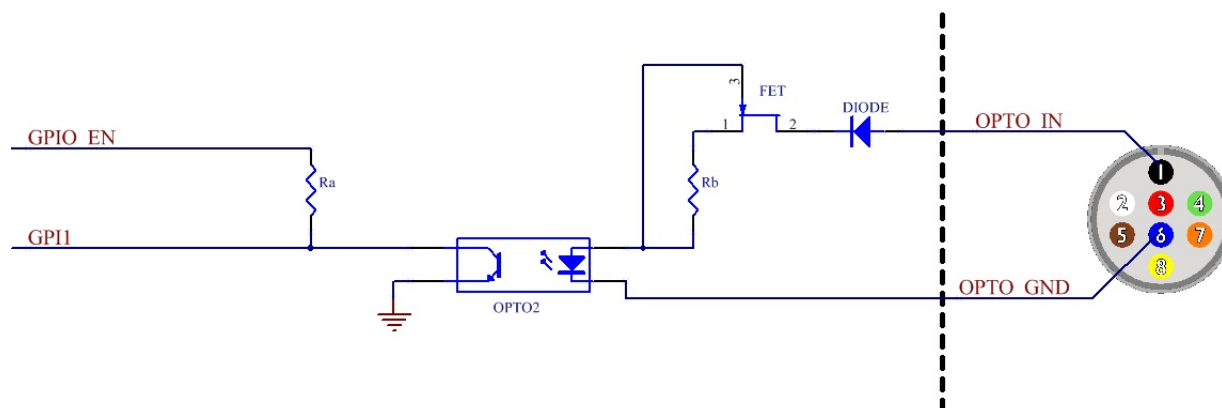 3
FET
DIODE
GPIO_EN
1
2
OPTO_IN
1
Ra
Rb
2
3
4
GPI1
5
6
7
8
OPTO2
OPTO_GND